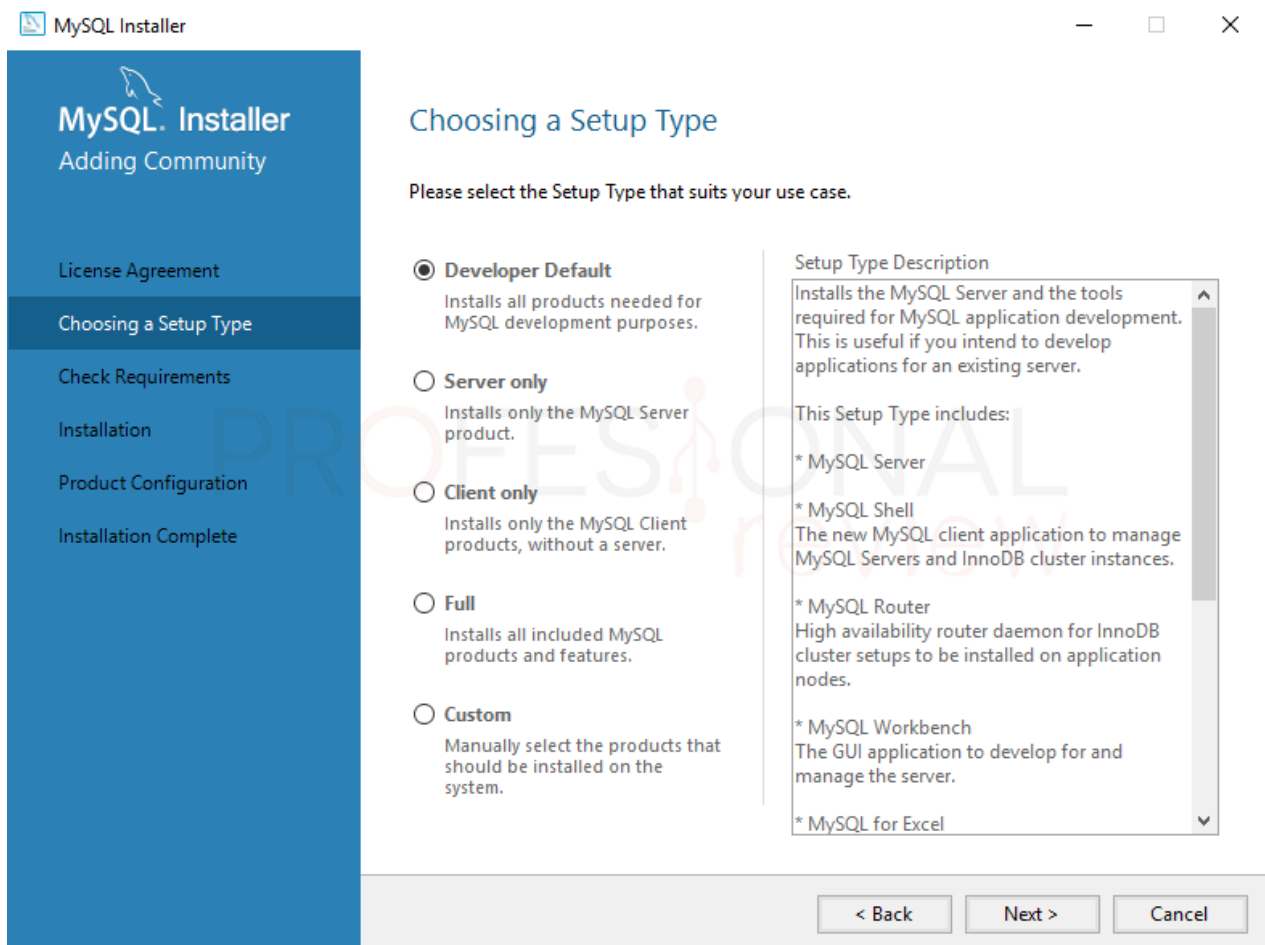 MySQL Installer
MySQL. Installer
Adding Community
License Agreement
Choosing a Setup Type
Check Requirements
Installation
Product Configuration
Installation Complete
Choosing a Setup Type
Please select the Setup Type that suits your use case.
Developer Default
Installs all products needed for
MySQL development purposes.
Server only
Installs only the MySQL Server
product.
Client only
Installs only the MySQL Client
products, without a server.
Full
Installs all included MySQL
products and features.
Custom
Manually select the products that
should be installed on the
system.
Setup Type Description
Installs the MySQL Server and the tools
required for MySQL application development.
This is useful if you intend to develop
applications for an existing server.
This Setup Type includes:
* MySQL Server
* MySQL Shell
The new MySQL client application to manage
MySQL Servers and InnoDB cluster instances.
* MySQL Router
High availability router daemon for InnoDB
cluster setups to be installed on application
nodes.
* MySQL Workbench
The GUI application to develop for and
manage the server.
* MySQL for Excel
PROFESIONAL
review
< Back
Next >
Cancel